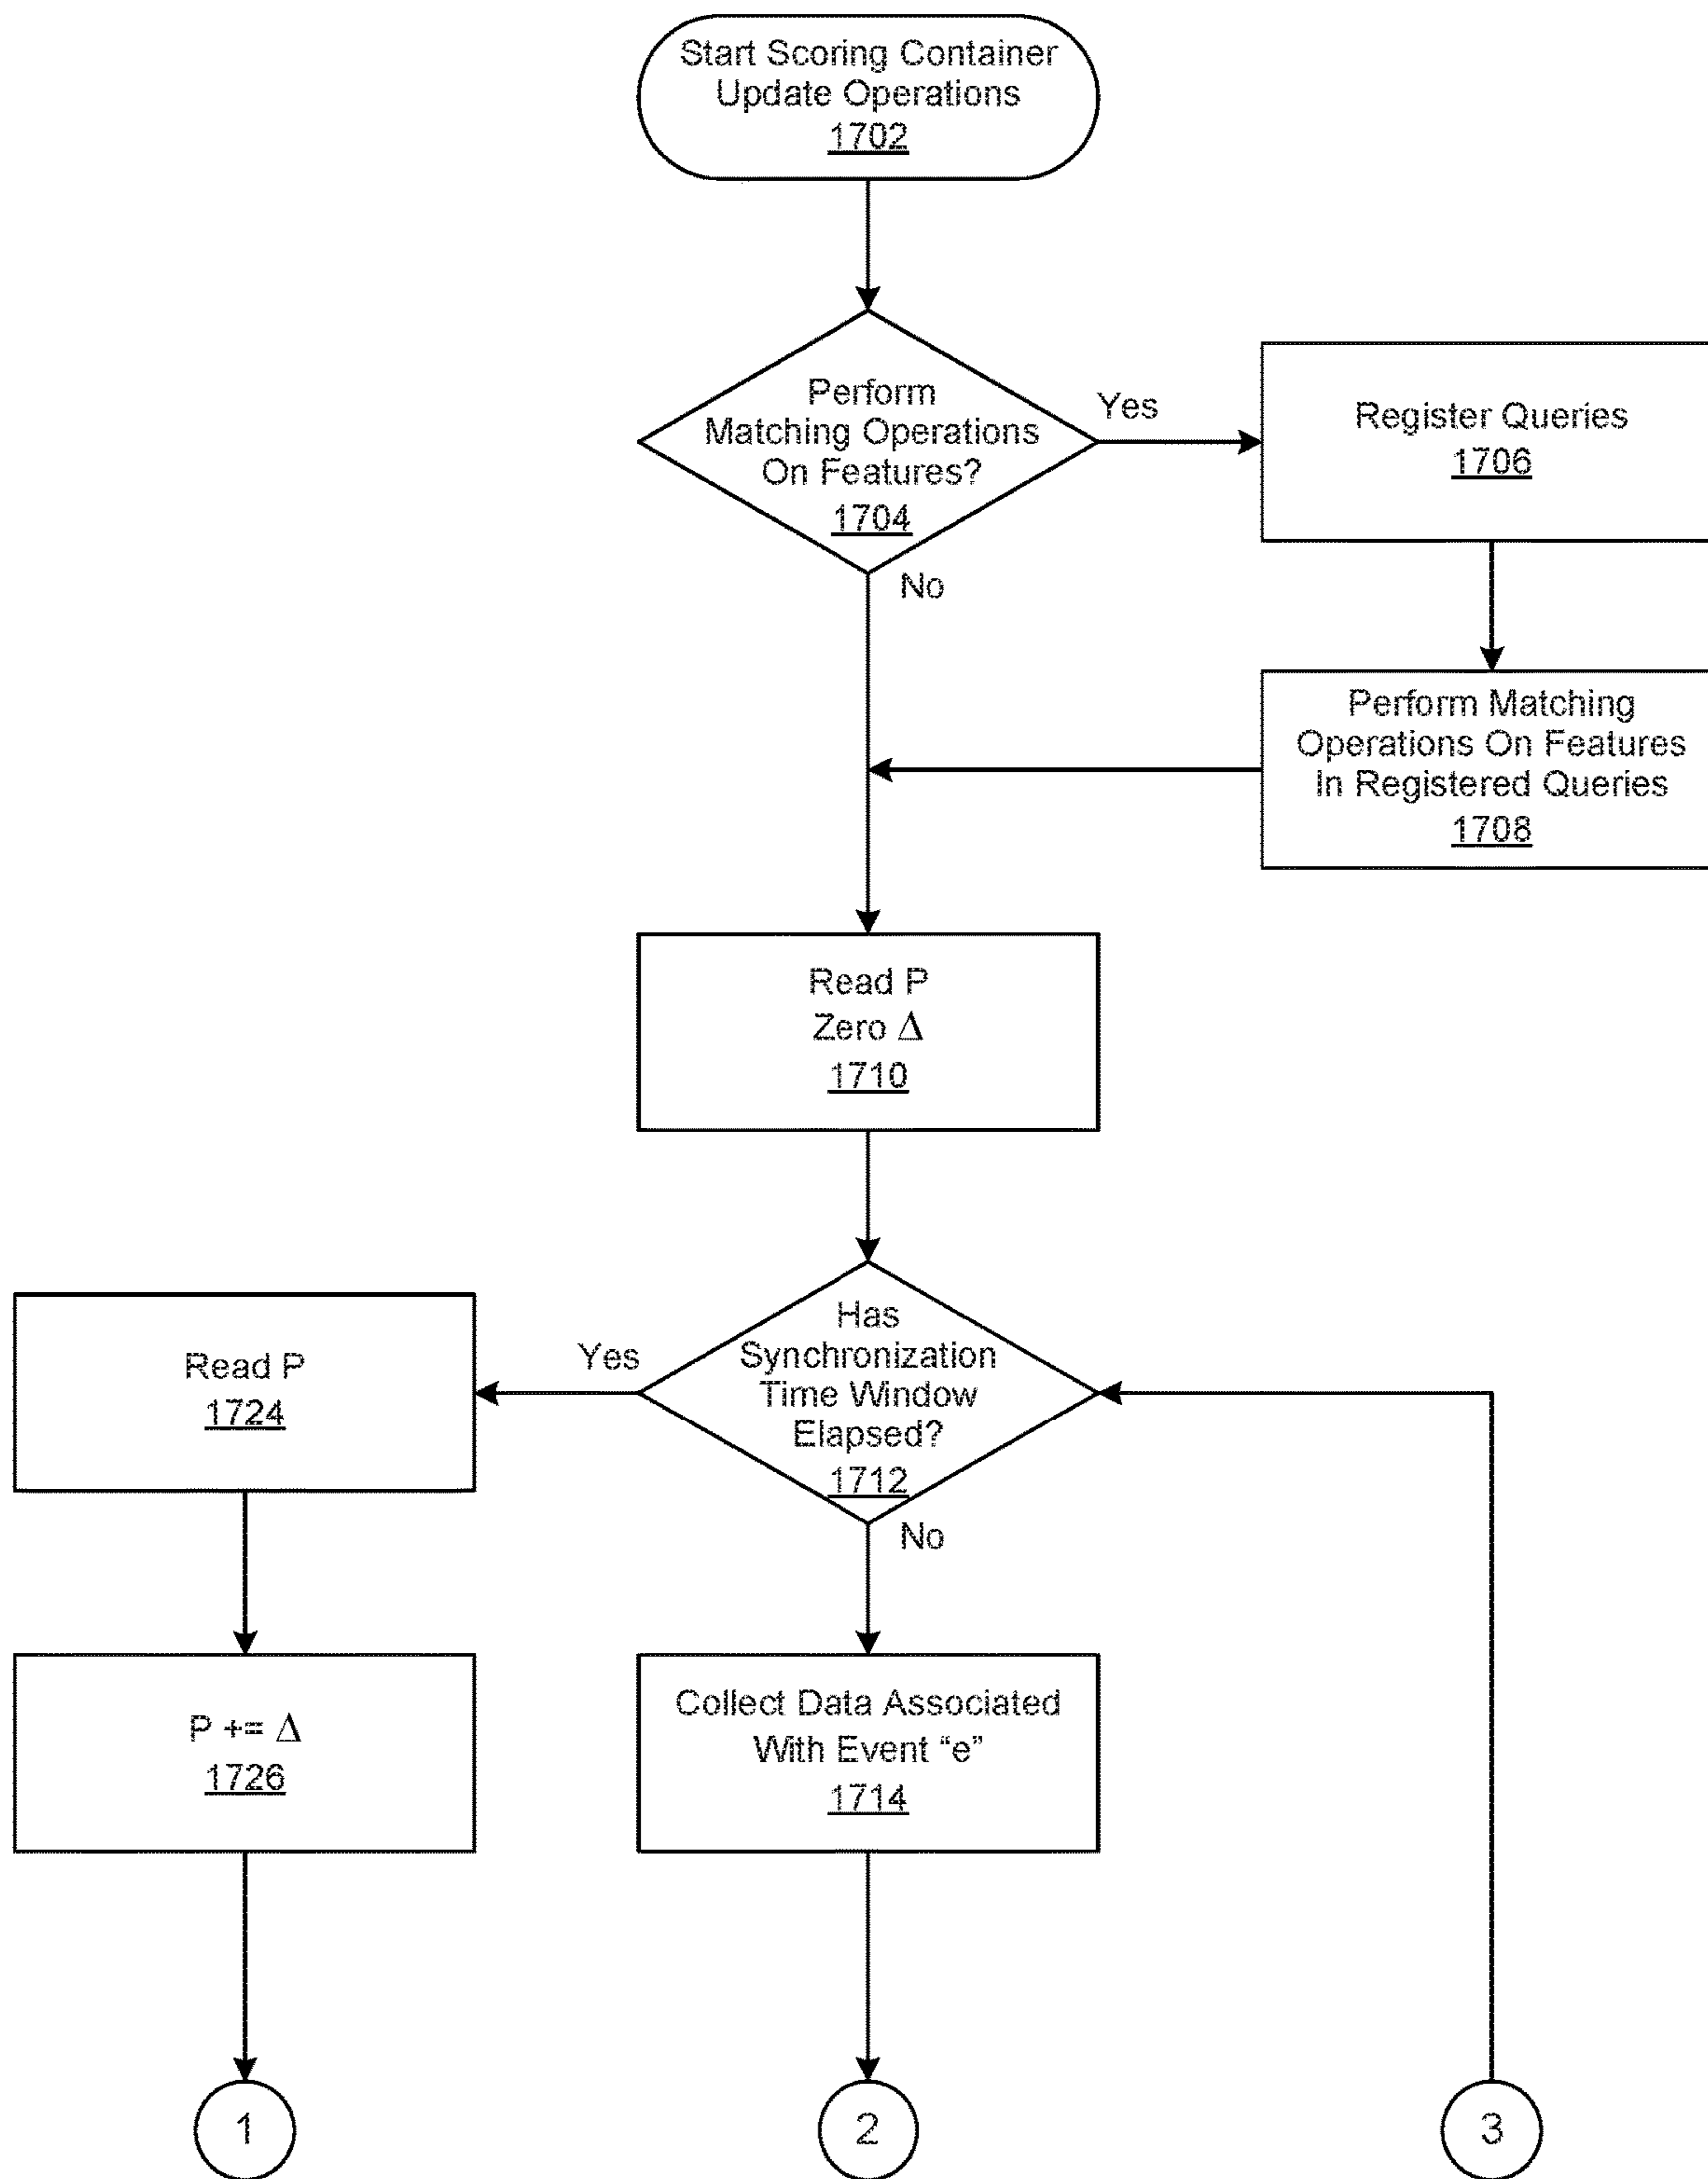 Start Scoring Container
Update Operations
1702
Perform
Matching Operations
On Features?
1704
Yes
No
Register Queries
1706
Perform Matching
Operations On Features
In Registered Queries
1708
Read P
Zero Δ
1710
Has
Synchronization
Time Window
Elapsed?
1712
Yes
No
Read P
1724
P += Δ
1726
Collect Data Associated
With Event “e”
1714
1
2
3